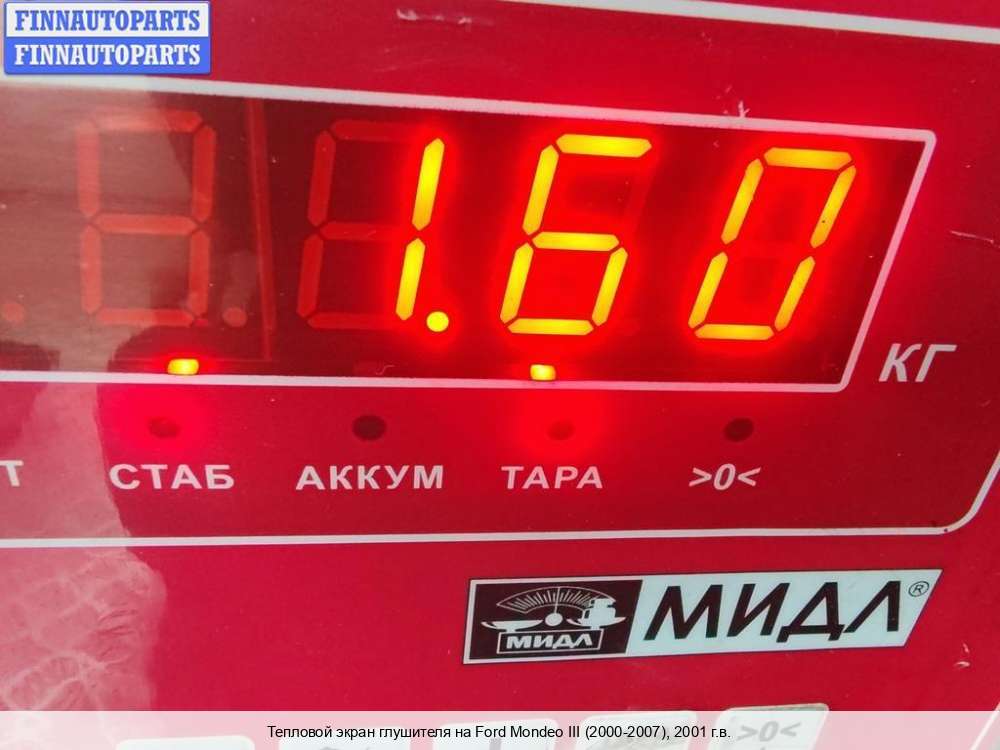 FINNAUTOPARTS
FINNAUTOPARTS
1.60
КГ
Т СТАБ АККУМ ТАРА >0<
МИДЛ МИДЛ®
>0<
Тепловой экран глушителя на Ford Mondeo III (2000-2007), 2001 г.в.